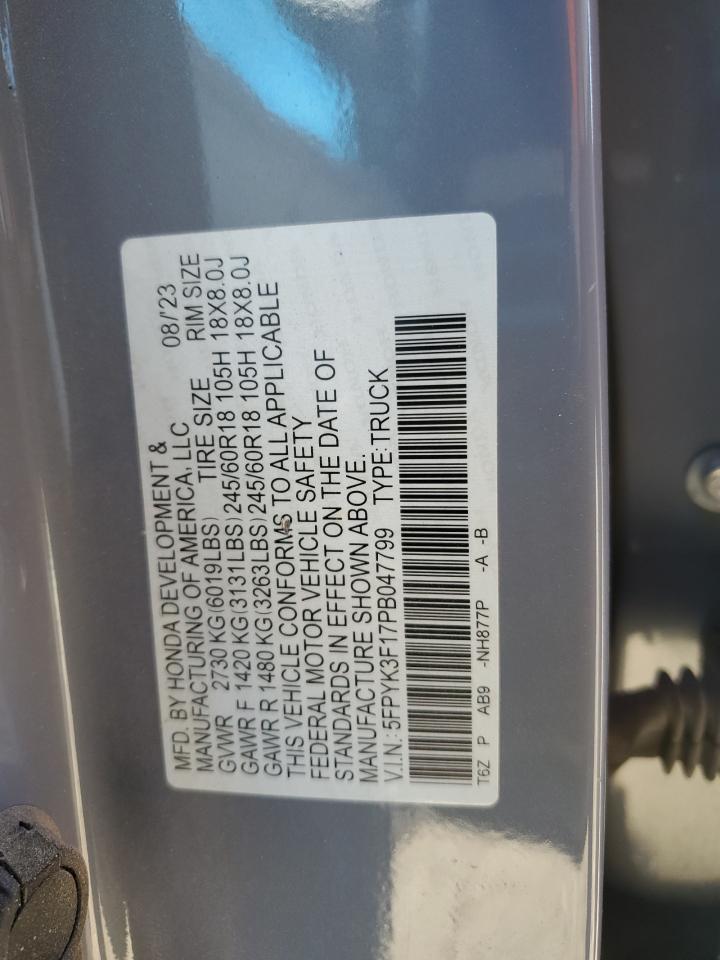 MFD. BY HONDA DEVELOPMENT & 08/'23
MANUFACTURING OF AMERICA, LLC
TIRE SIZE RIM SIZE
GVWR 2730 KG(6019LBS)
GAWR F 1420 KG(3131LBS) 245/60R18 105H 18X8.0J
GAWR R 1480 KG(3263LBS) 245/60R18 105H 18X8.0J
THIS VEHICLE CONFORMS TO ALL APPLICABLE
FEDERAL MOTOR VEHICLE SAFETY
STANDARDS IN EFFECT ON THE DATE OF
MANUFACTURE SHOWN ABOVE.
V.I.N.: 5FPYK3F17PB047799 TYPE: TRUCK
T6Z P AB9 -NH877P -A -B